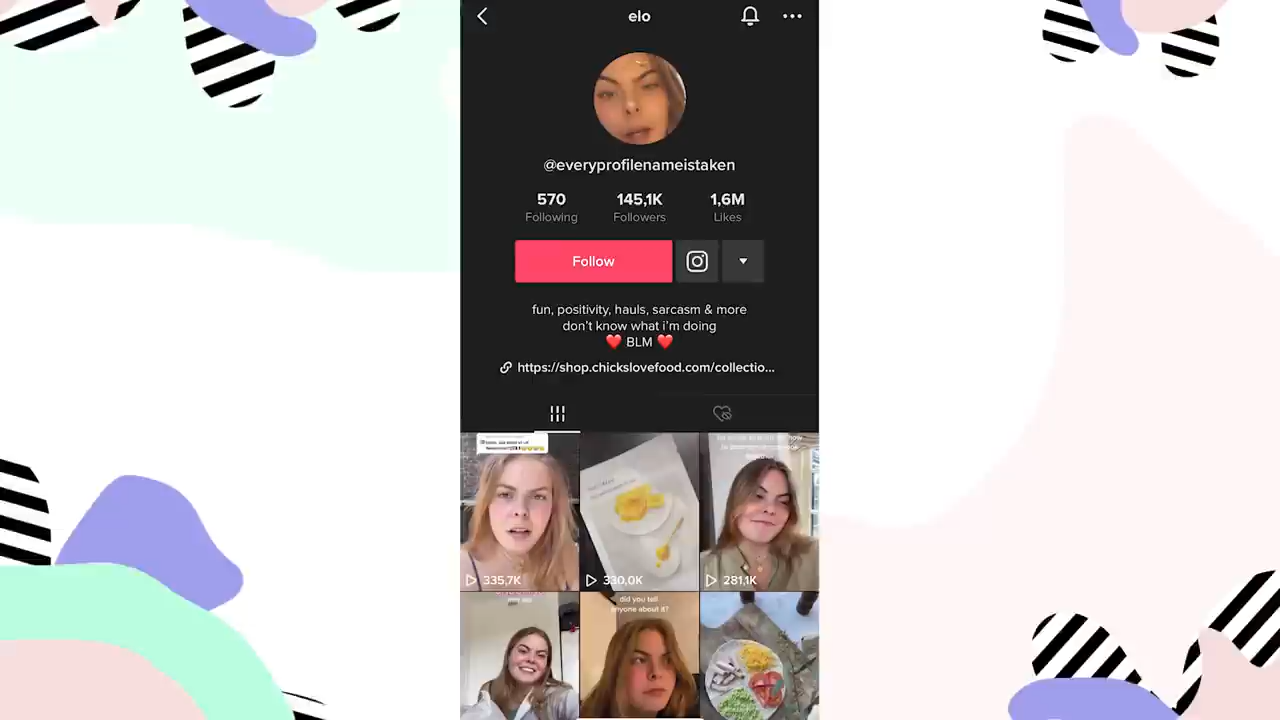 elo
@everyprofilenameistaken
570
145,1K
1,6M
Following
Followers
Likes
Follow
fun, positivity, hauls, sarcasm & more
don't know what i'm doing
❤️ BLM ❤️
https://shop.chickslovefood.com/collectio...
335,7K
330,0K
281,1K
did you tell
anyone about it?